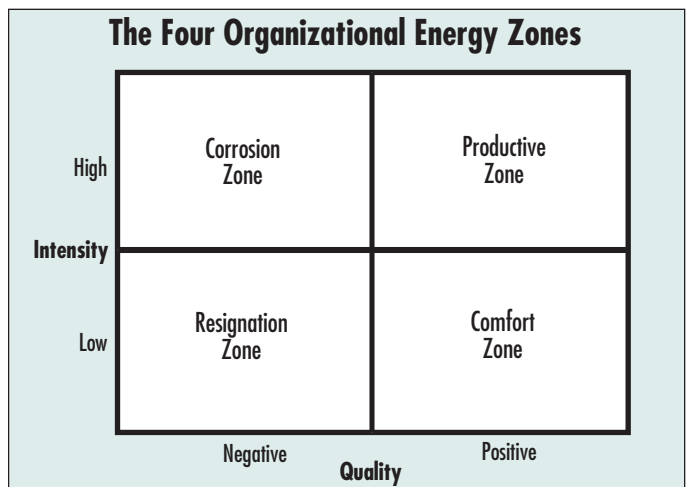 The Four Organizational Energy Zones
Corrosion
Zone
Productive
Zone
High
Intensity
Resignation
Zone
Comfort
Zone
Low
Negative
Positive
Quality